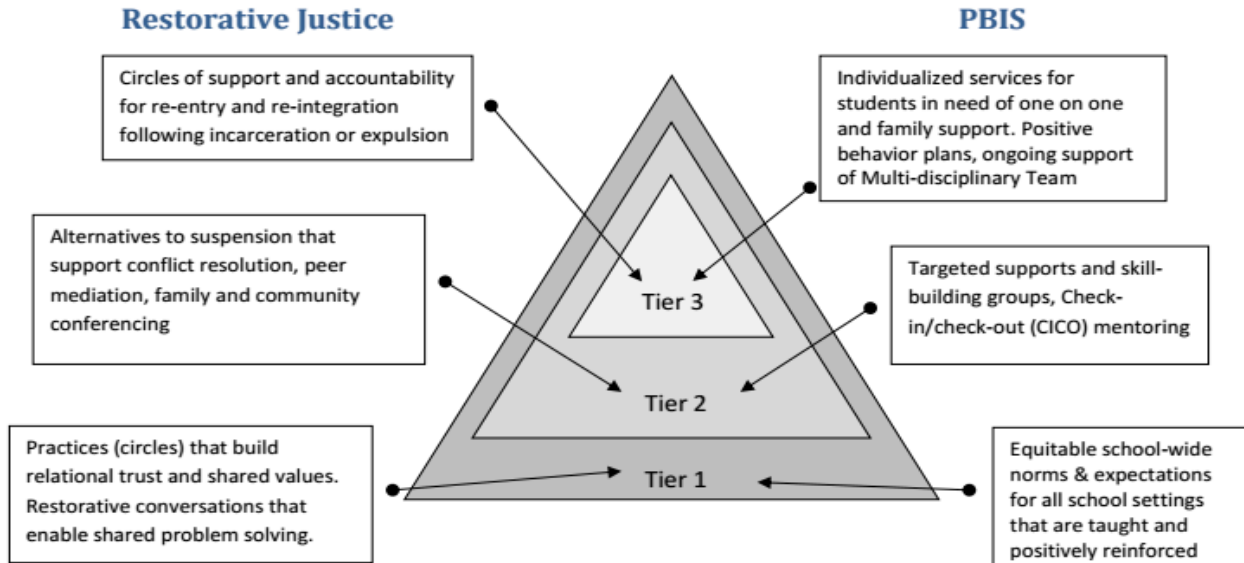 Restorative Justice
PBIS
Circles of support and accountability
for re-entry and re-integration
following incarceration or expulsion
Individualized services for
students in need of one on one
and family support. Positive
behavior plans, ongoing support
of Multi-disciplinary Team
Alternatives to suspension that
support conflict resolution, peer
mediation, family and community
conferencing
Targeted supports and skill-
building groups, Check-
in/check-out (CICO) mentoring
Tier 3
Tier 2
Practices (circles) that build
relational trust and shared values.
Restorative conversations that
enable shared problem solving.
Tier 1
Equitable school-wide
norms & expectations
for all school settings
that are taught and
positively reinforced